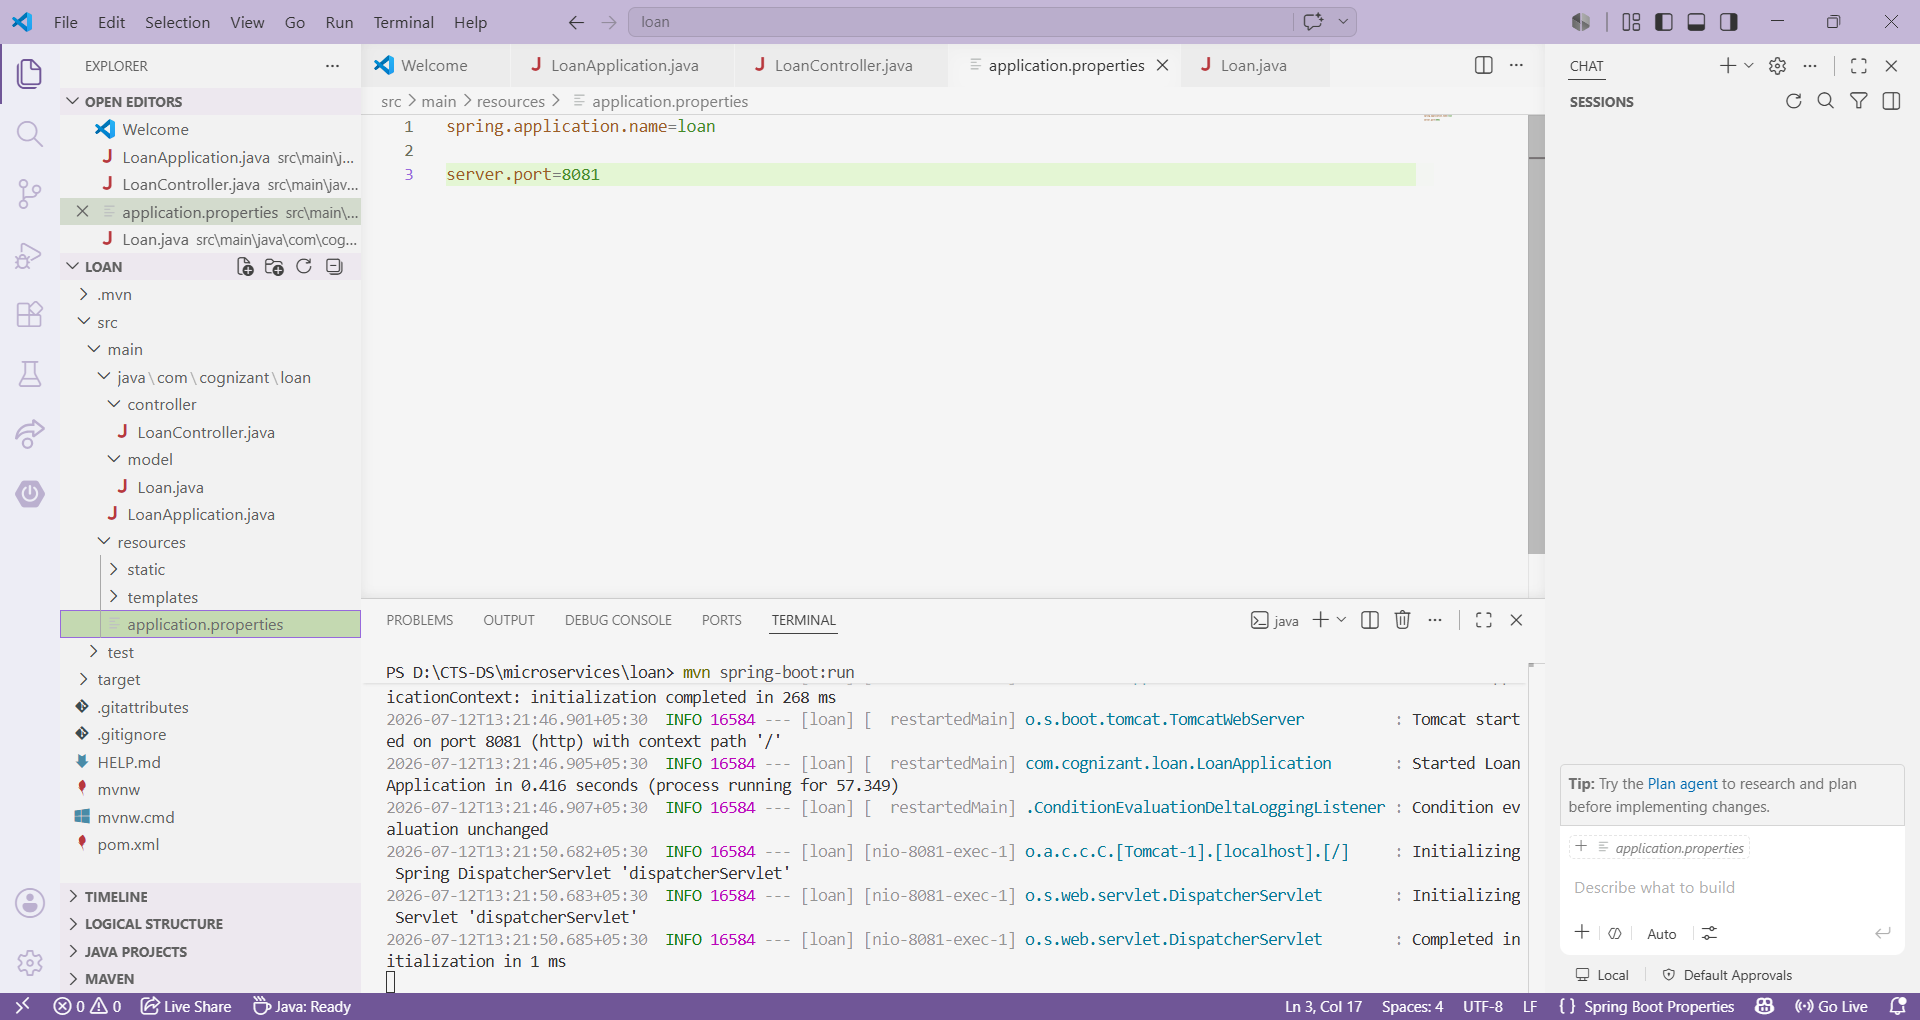 File Edit Selection View Go Run Terminal Help
loan
EXPLORER
OPEN EDITORS
Welcome
LoanApplication.java src\main\j...
LoanController.java src\main\jav...
application.properties src\main\...
Loan.java src\main\java\com\cog...
LOAN
.mvn
src
main
java\com\cognizant\loan
controller
LoanController.java
model
Loan.java
LoanApplication.java
resources
static
templates
application.properties
test
target
.gitattributes
.gitignore
HELP.md
mvnw
mvnw.cmd
pom.xml
TIMELINE
LOGICAL STRUCTURE
JAVA PROJECTS
MAVEN
Welcome LoanApplication.java LoanController.java application.properties Loan.java
src > main > resources > application.properties
1 spring.application.name=loan
2
3 server.port=8081
PROBLEMS OUTPUT DEBUG CONSOLE PORTS TERMINAL
java
PS D:\CTS-DS\microservices\loan> mvn spring-boot:run
icationContext: initialization completed in 268 ms
2026-07-12T13:21:46.901+05:30 INFO 16584 --- [loan] [ restartedMain] o.s.boot.tomcat.TomcatWebServer : Tomcat start
ed on port 8081 (http) with context path '/'
2026-07-12T13:21:46.905+05:30 INFO 16584 --- [loan] [ restartedMain] com.cognizant.loan.LoanApplication : Started Loan
Application in 0.416 seconds (process running for 57.349)
2026-07-12T13:21:46.907+05:30 INFO 16584 --- [loan] [ restartedMain] .ConditionEvaluationDeltaLoggingListener : Condition ev
aluation unchanged
2026-07-12T13:21:50.682+05:30 INFO 16584 --- [loan] [nio-8081-exec-1] o.a.c.c.C.[Tomcat-1].[localhost].[/] : Initializing
Spring DispatcherServlet 'dispatcherServlet'
2026-07-12T13:21:50.683+05:30 INFO 16584 --- [loan] [nio-8081-exec-1] o.s.web.servlet.DispatcherServlet : Initializing
Servlet 'dispatcherServlet'
2026-07-12T13:21:50.685+05:30 INFO 16584 --- [loan] [nio-8081-exec-1] o.s.web.servlet.DispatcherServlet : Completed in
itialization in 1 ms
CHAT
SESSIONS
Tip: Try the Plan agent to research and plan
before implementing changes.
application.properties
Describe what to build
Auto
Local Default Approvals
0 0 Live Share Java: Ready
Ln 3, Col 17 Spaces: 4 UTF-8 LF { } Spring Boot Properties Go Live